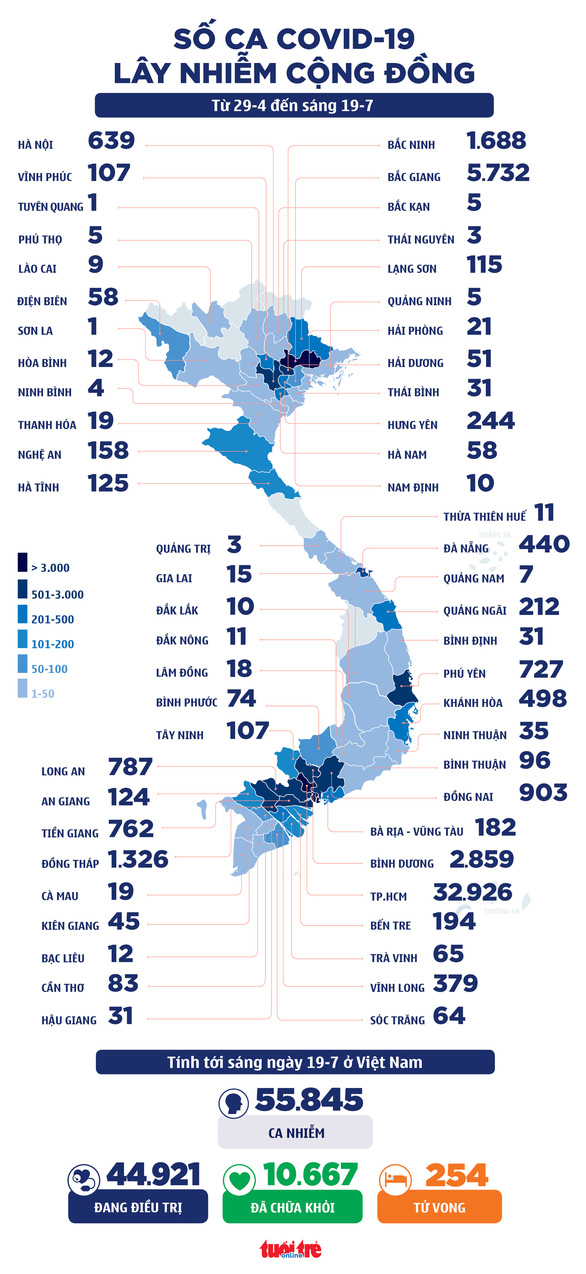 SỐ CA COVID-19
LÂY NHIỄM CỘNG ĐỒNG
Từ 29-4 đến sáng 19-7
HÀ NỘI 639
VĨNH PHÚC 107
TUYÊN QUANG 1
PHÚ THỌ 5
LÀO CAI 9
ĐIỆN BIÊN 58
SƠN LA 1
HÒA BÌNH 12
NINH BÌNH 4
THANH HÓA 19
NGHỆ AN 158
HÀ TĨNH 125
BẮC NINH 1.688
BẮC GIANG 5.732
BẮC KẠN 5
THÁI NGUYÊN 3
LẠNG SƠN 115
QUẢNG NINH 5
HẢI PHÒNG 21
HẢI DƯƠNG 51
THÁI BÌNH 31
HƯNG YÊN 244
HÀ NAM 58
NAM ĐỊNH 10
THỪA THIÊN HUẾ 11
ĐÀ NẴNG 440
QUẢNG NAM 7
QUẢNG NGÃI 212
BÌNH ĐỊNH 31
PHÚ YÊN 727
KHÁNH HÒA 498
NINH THUẬN 35
BÌNH THUẬN 96
ĐỒNG NAI 903
HOÀNG SA
QUẢNG TRỊ 3
GIA LAI 15
ĐẮK LẮK 10
ĐẮK NÔNG 11
LÂM ĐỒNG 18
BÌNH PHƯỚC 74
TÂY NINH 107
> 3.000
501-3.000
201-500
101-200
50-100
1-50
LONG AN 787
AN GIANG 124
TIỀN GIANG 762
ĐỒNG THÁP 1.326
CÀ MAU 19
KIÊN GIANG 45
BẠC LIÊU 12
CẦN THƠ 83
HẬU GIANG 31
BÀ RỊA - VŨNG TÀU 182
BÌNH DƯƠNG 2.859
TP.HCM 32.926
BẾN TRE 194
TRÀ VINH 65
VĨNH LONG 379
SÓC TRĂNG 64
TRƯỜNG SA
Tính tới sáng ngày 19-7 ở Việt Nam
55.845
CA NHIỄM
44.921
ĐANG ĐIỀU TRỊ
10.667
ĐÃ CHỮA KHỎI
254
TỬ VONG
tuổi trẻ
online